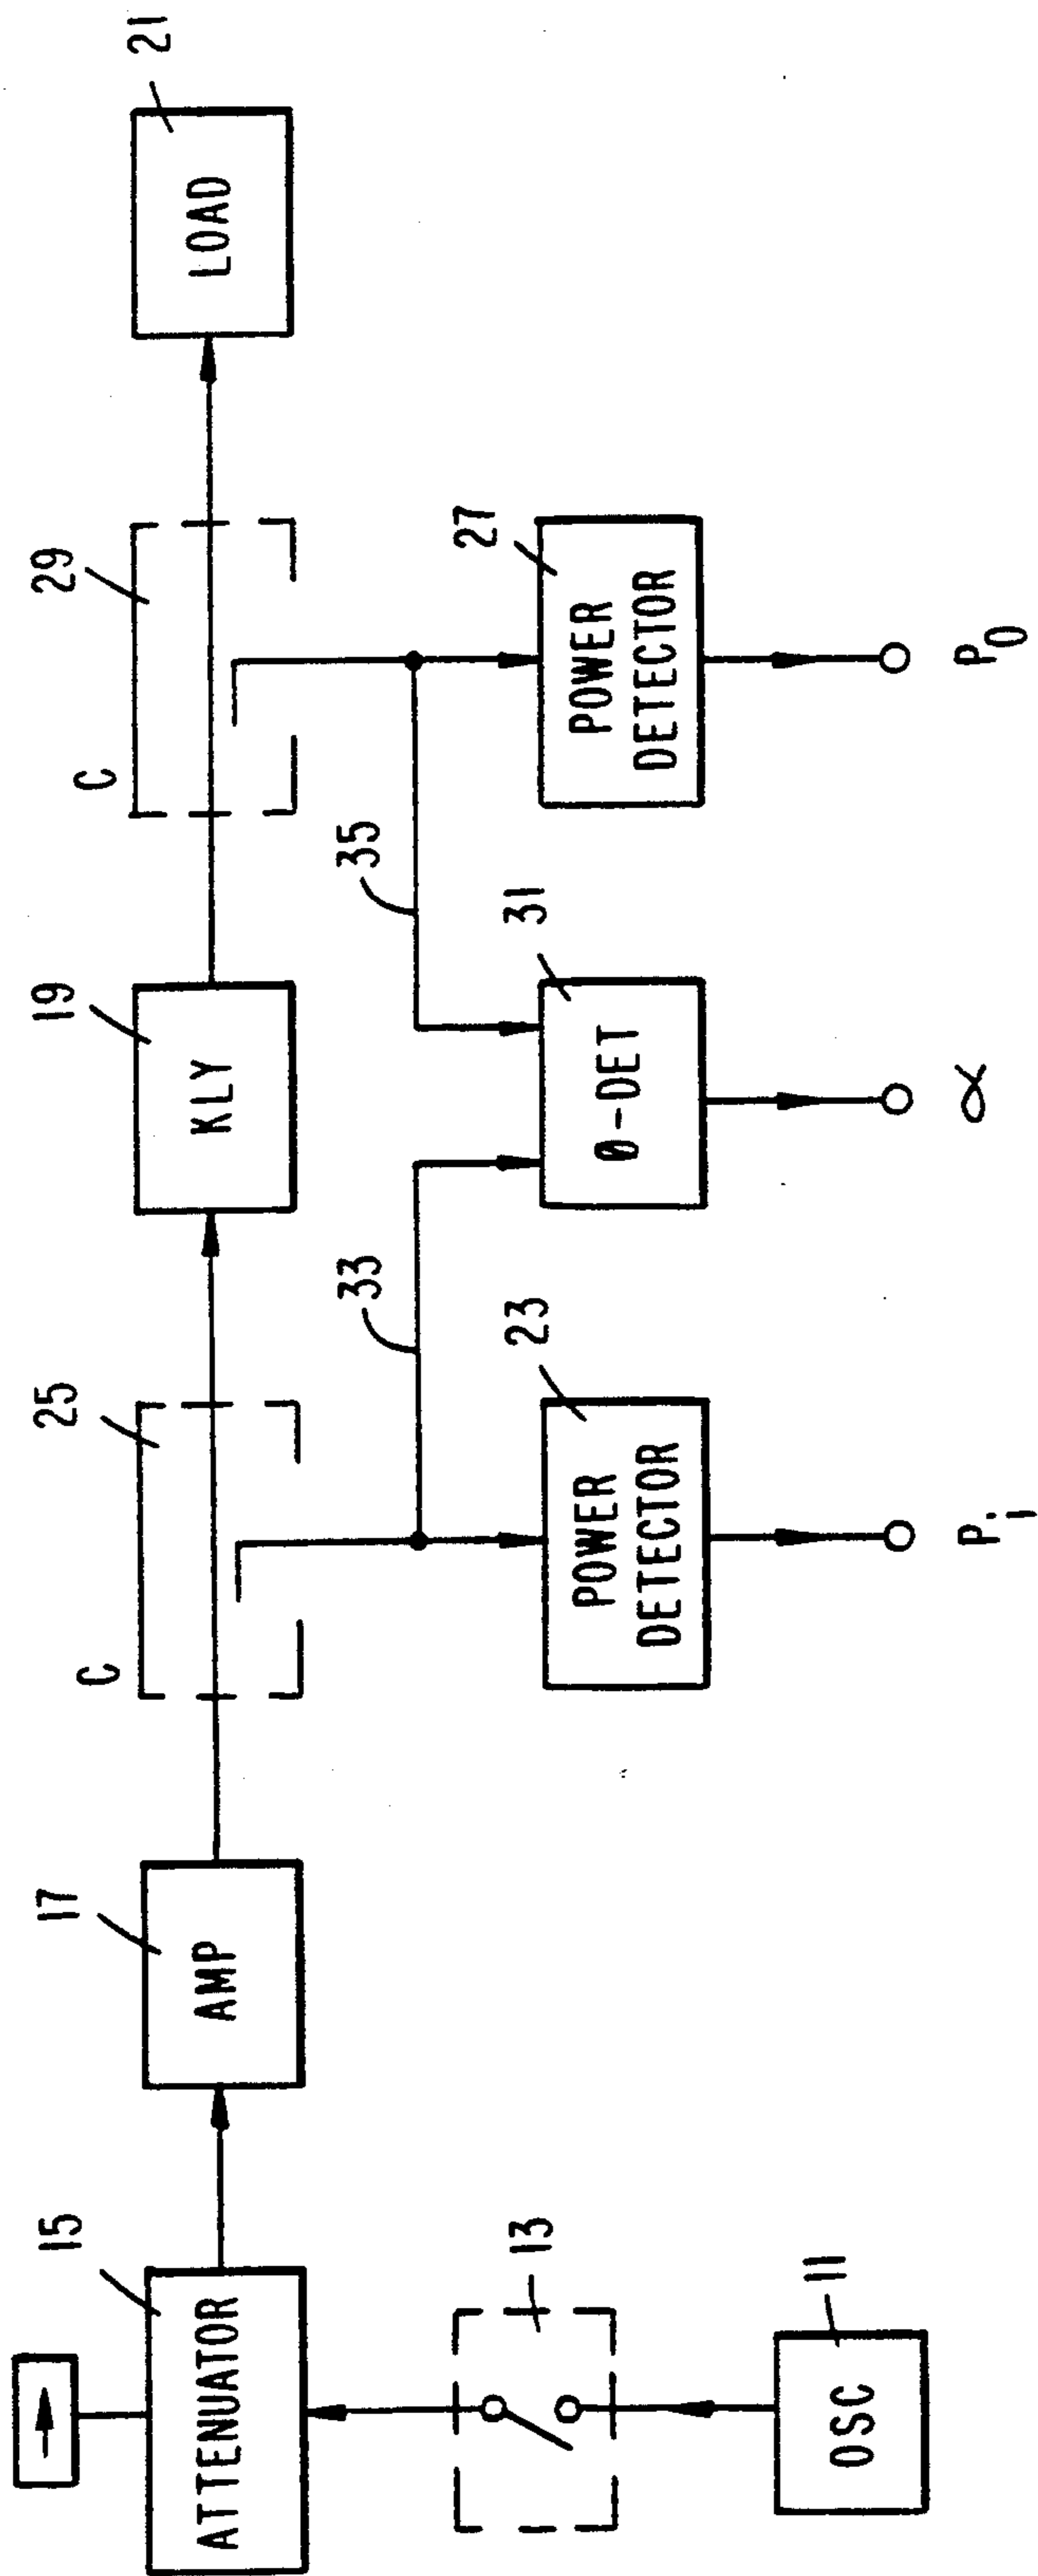 15
ATTENUATOR
17
AMP
C
25
19
KLY
C
29
21
LOAD
33
35
13
23
POWER
DETECTOR
31
Ø-DET
27
POWER
DETECTOR
11
OSC
Pi
α
PO